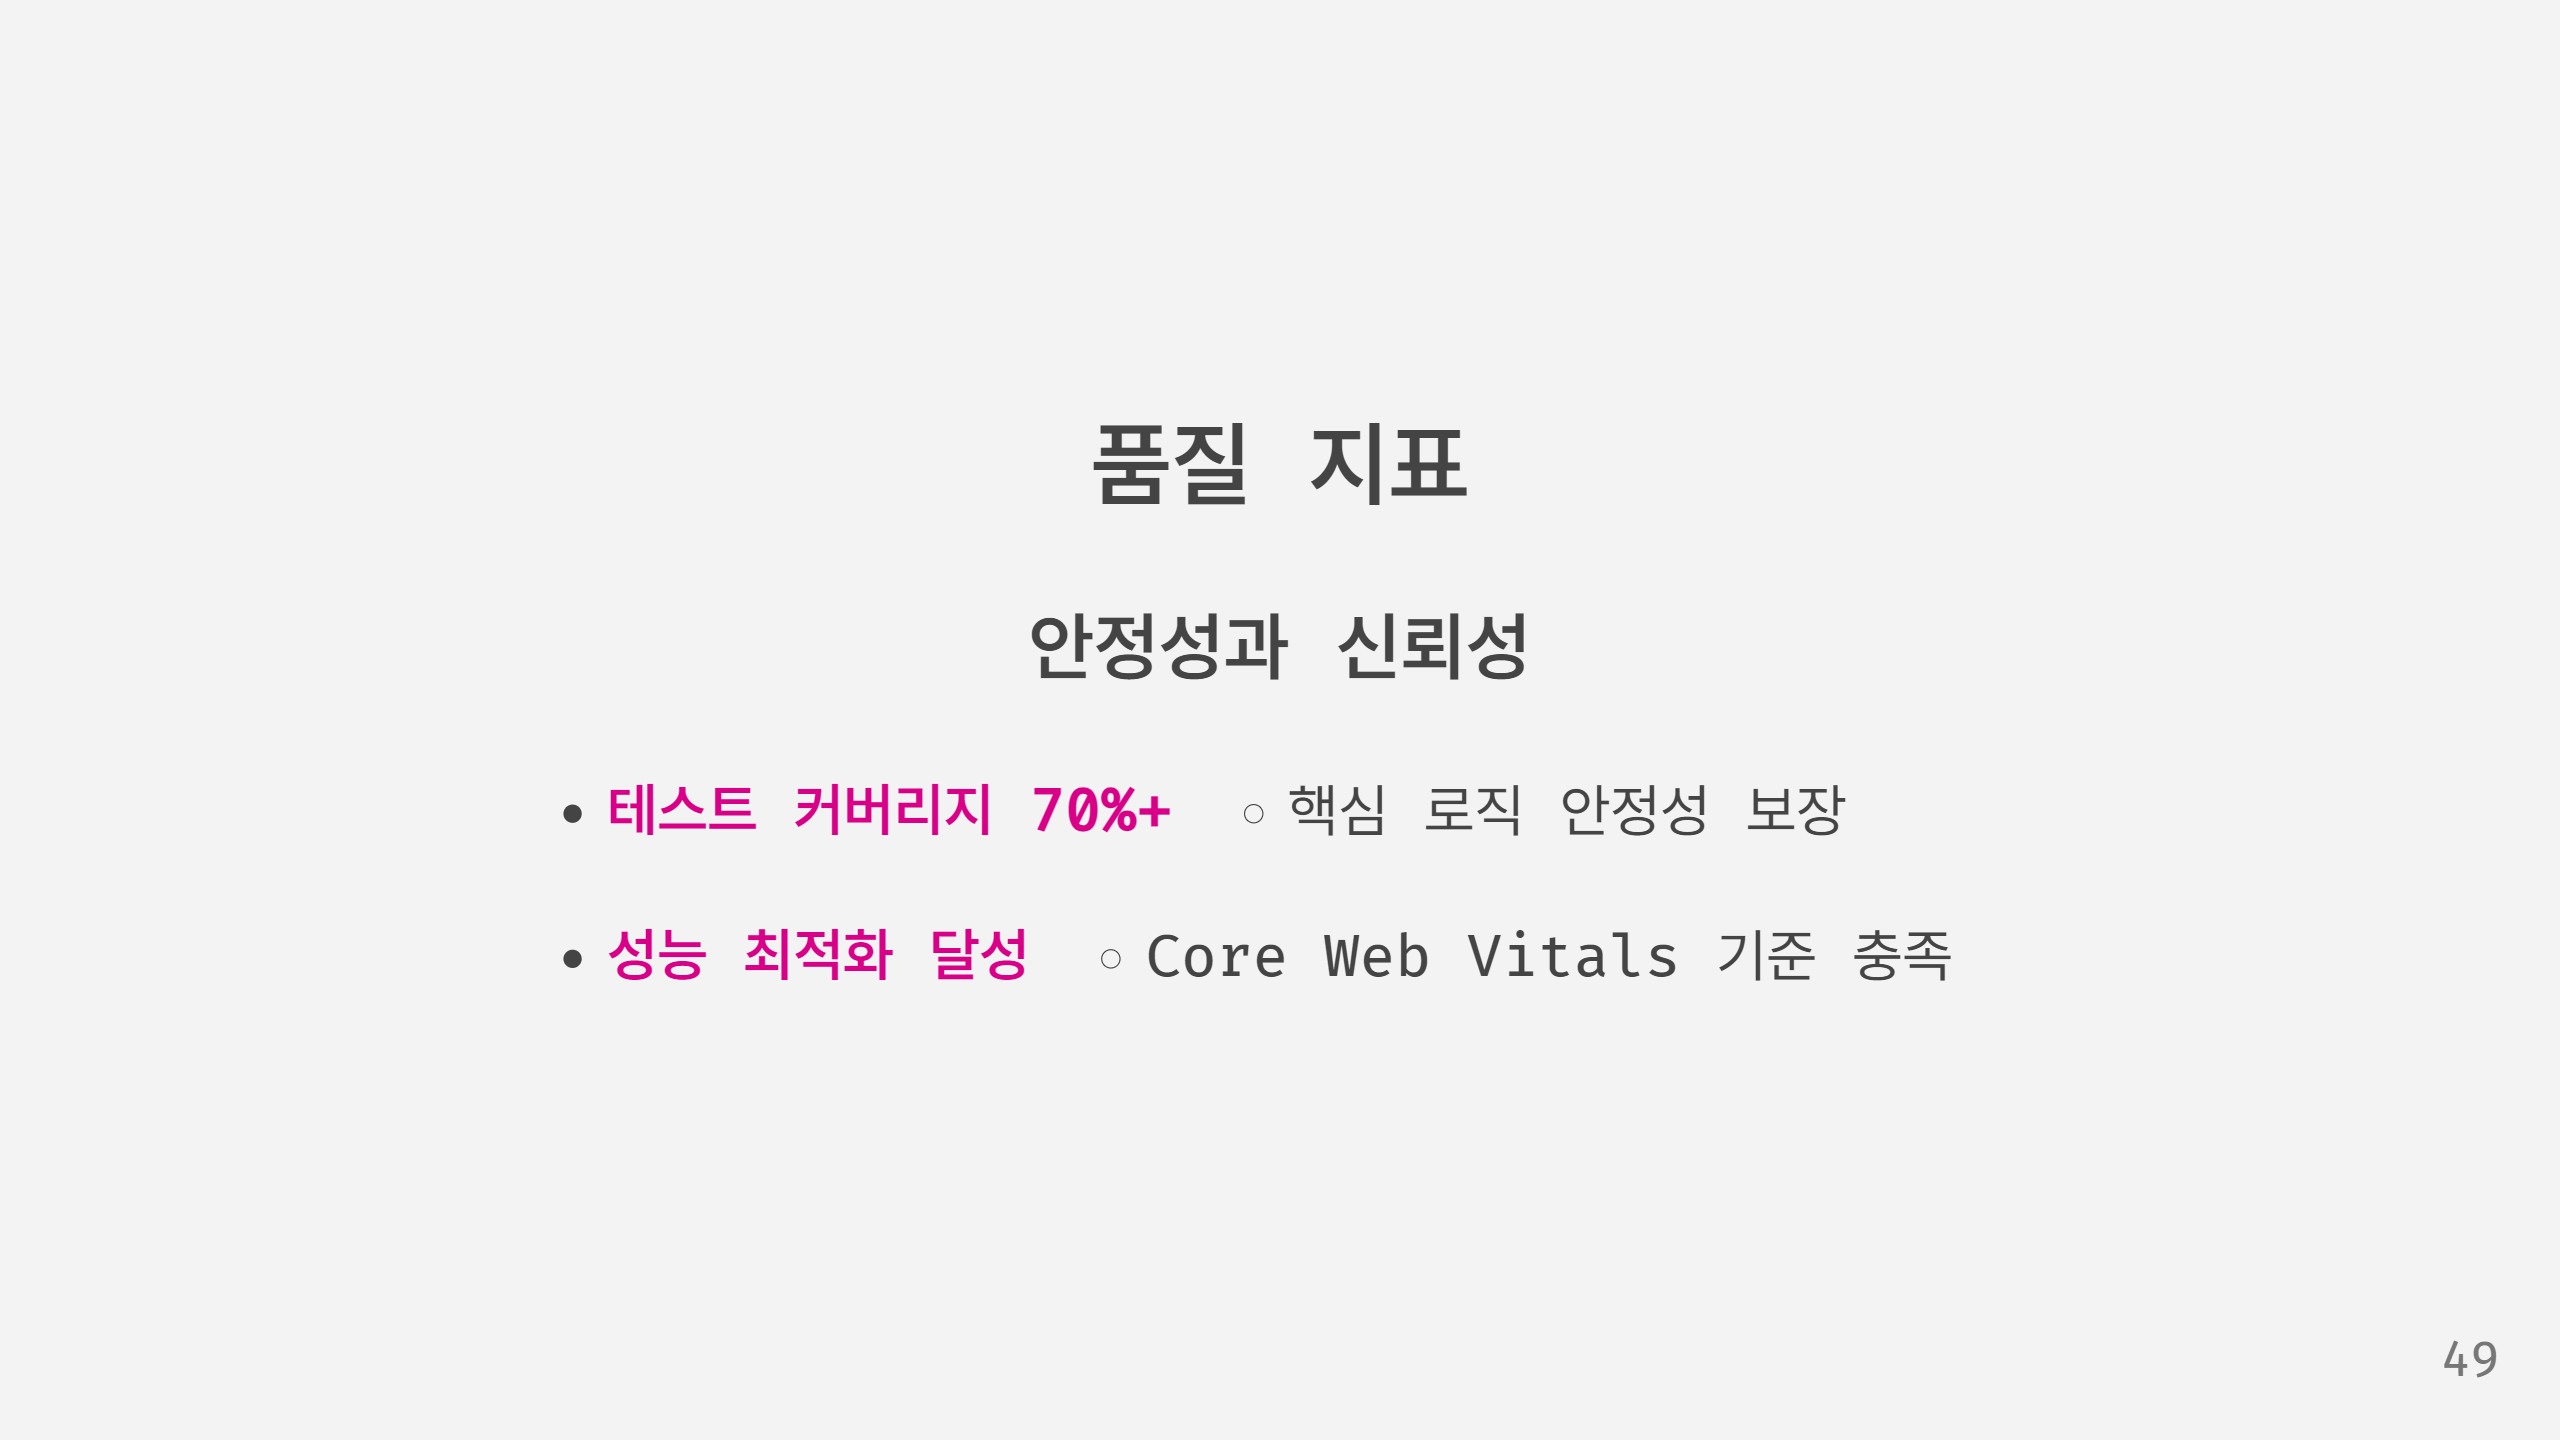 품질 지표
안정성과 신뢰성
• 테스트 커버리지 70%+ ◦ 핵심 로직 안정성 보장
• 성능 최적화 달성 ◦ Core Web Vitals 기준 충족
49